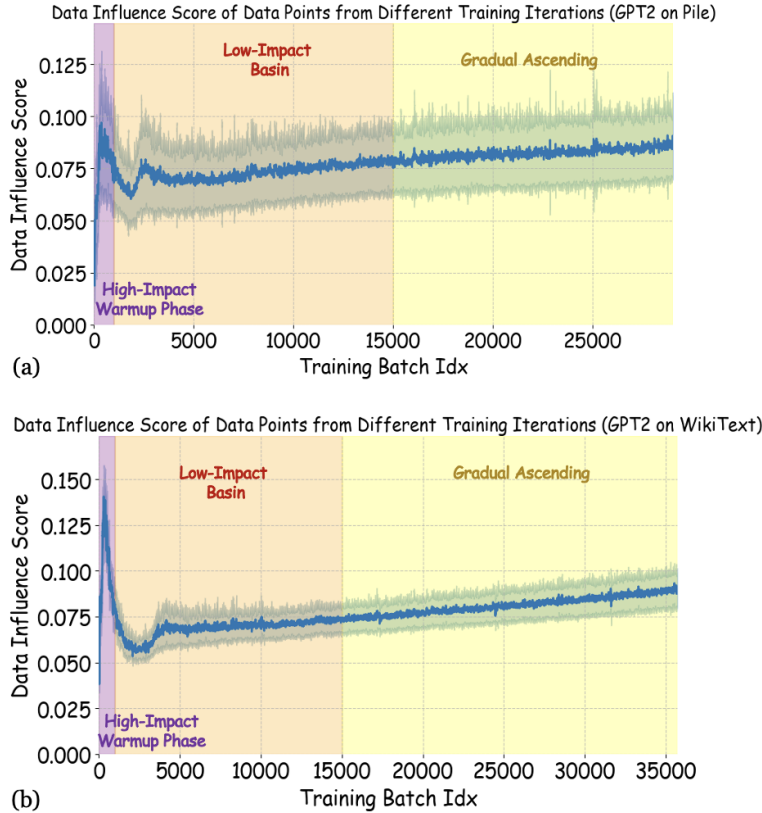 Data Influence Score of Data Points from Different Training Iterations (GPT2 on Pile)
Data Influence Score
0.125
0.100
0.075
0.050
0.025
0.000
Low-Impact
Basin
Gradual Ascending
High-Impact
Warmup Phase
0 5000 10000 15000 20000 25000
Training Batch Idx
(a)
Data Influence Score of Data Points from Different Training Iterations (GPT2 on WikiText)
Data Influence Score
0.150
0.125
0.100
0.075
0.050
0.025
0.000
Low-Impact
Basin
Gradual Ascending
High-Impact
Warmup Phase
0 5000 10000 15000 20000 25000 30000 35000
Training Batch Idx
(b)